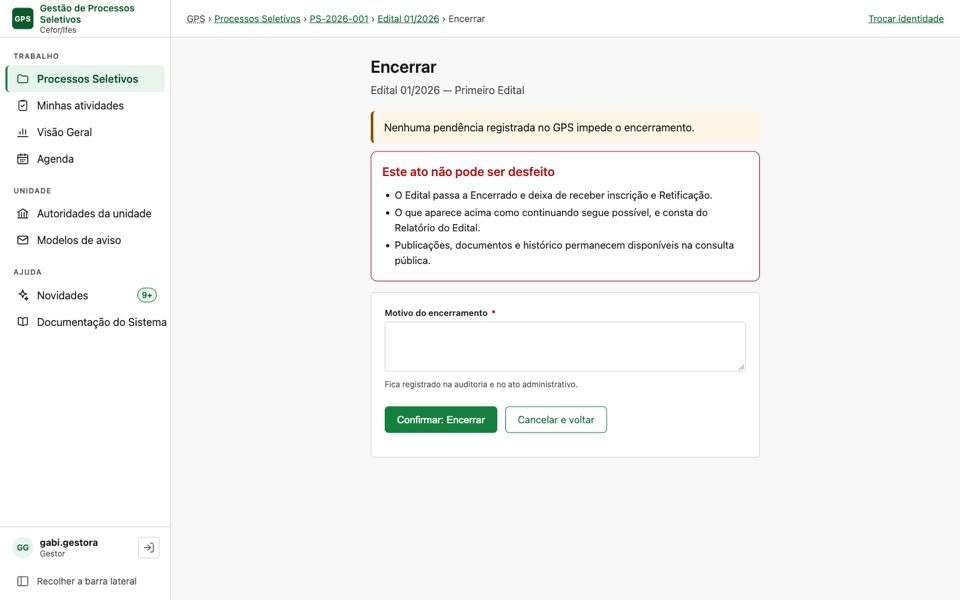 GPS
Gestão de Processos
Seletivos
Cefor/Ifes
GPS › Processos Seletivos › PS-2026-001 › Edital 01/2026 › Encerrar
Trocar identidade
TRABALHO
Processos Seletivos
Minhas atividades
Visão Geral
Agenda
UNIDADE
Autoridades da unidade
Modelos de aviso
AJUDA
Novidades 9+
Documentação do Sistema
Encerrar
Edital 01/2026 — Primeiro Edital
Nenhuma pendência registrada no GPS impede o encerramento.
Este ato não pode ser desfeito
• O Edital passa a Encerrado e deixa de receber inscrição e Retificação.
• O que aparece acima como continuando segue possível, e consta do
Relatório do Edital.
• Publicações, documentos e histórico permanecem disponíveis na consulta
pública.
Motivo do encerramento *
Fica registrado na auditoria e no ato administrativo.
Confirmar: Encerrar
Cancelar e voltar
GG
gabi.gestora
Gestor
Recolher a barra lateral